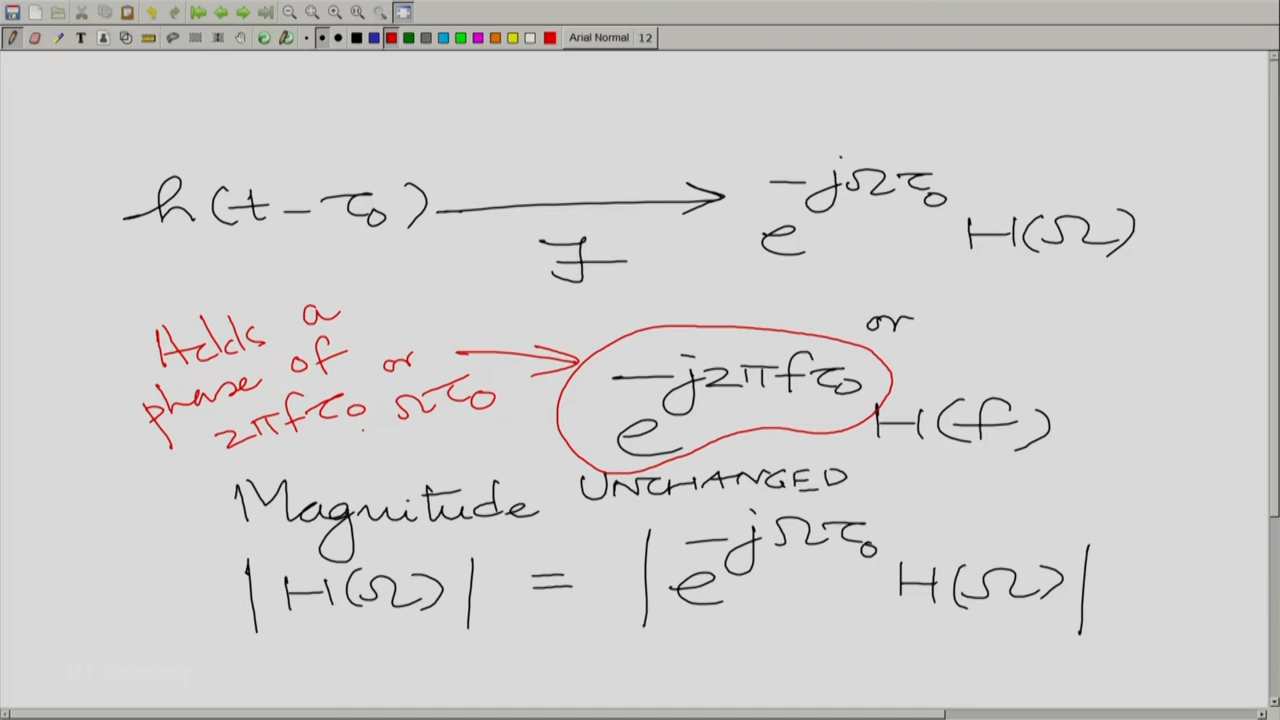 Arial Normal 12
h(t - τ₀) → e^{-jΩτ₀} H(Ω)
ℱ
or
Adds a
phase of or
2πfτ₀ Ωτ₀
e^{-j2πfτ₀} H(f)
Magnitude UNCHANGED
|H(Ω)| = |e^{-jΩτ₀} H(Ω)|